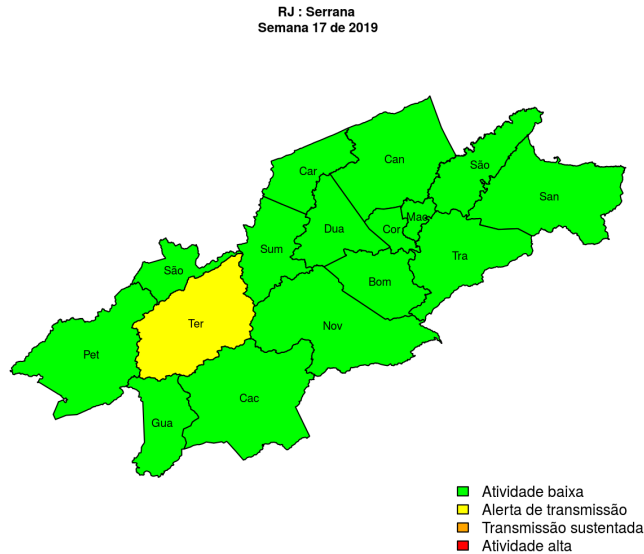 RJ : Serrana
Semana 17 de 2019
Can
São
Car
San
Mac
Dua
Cor
Sum
Tra
São
Bom
Ter
Nov
Pet
Cac
Gua
Atividade baixa
Alerta de transmissão
Transmissão sustentada
Atividade alta